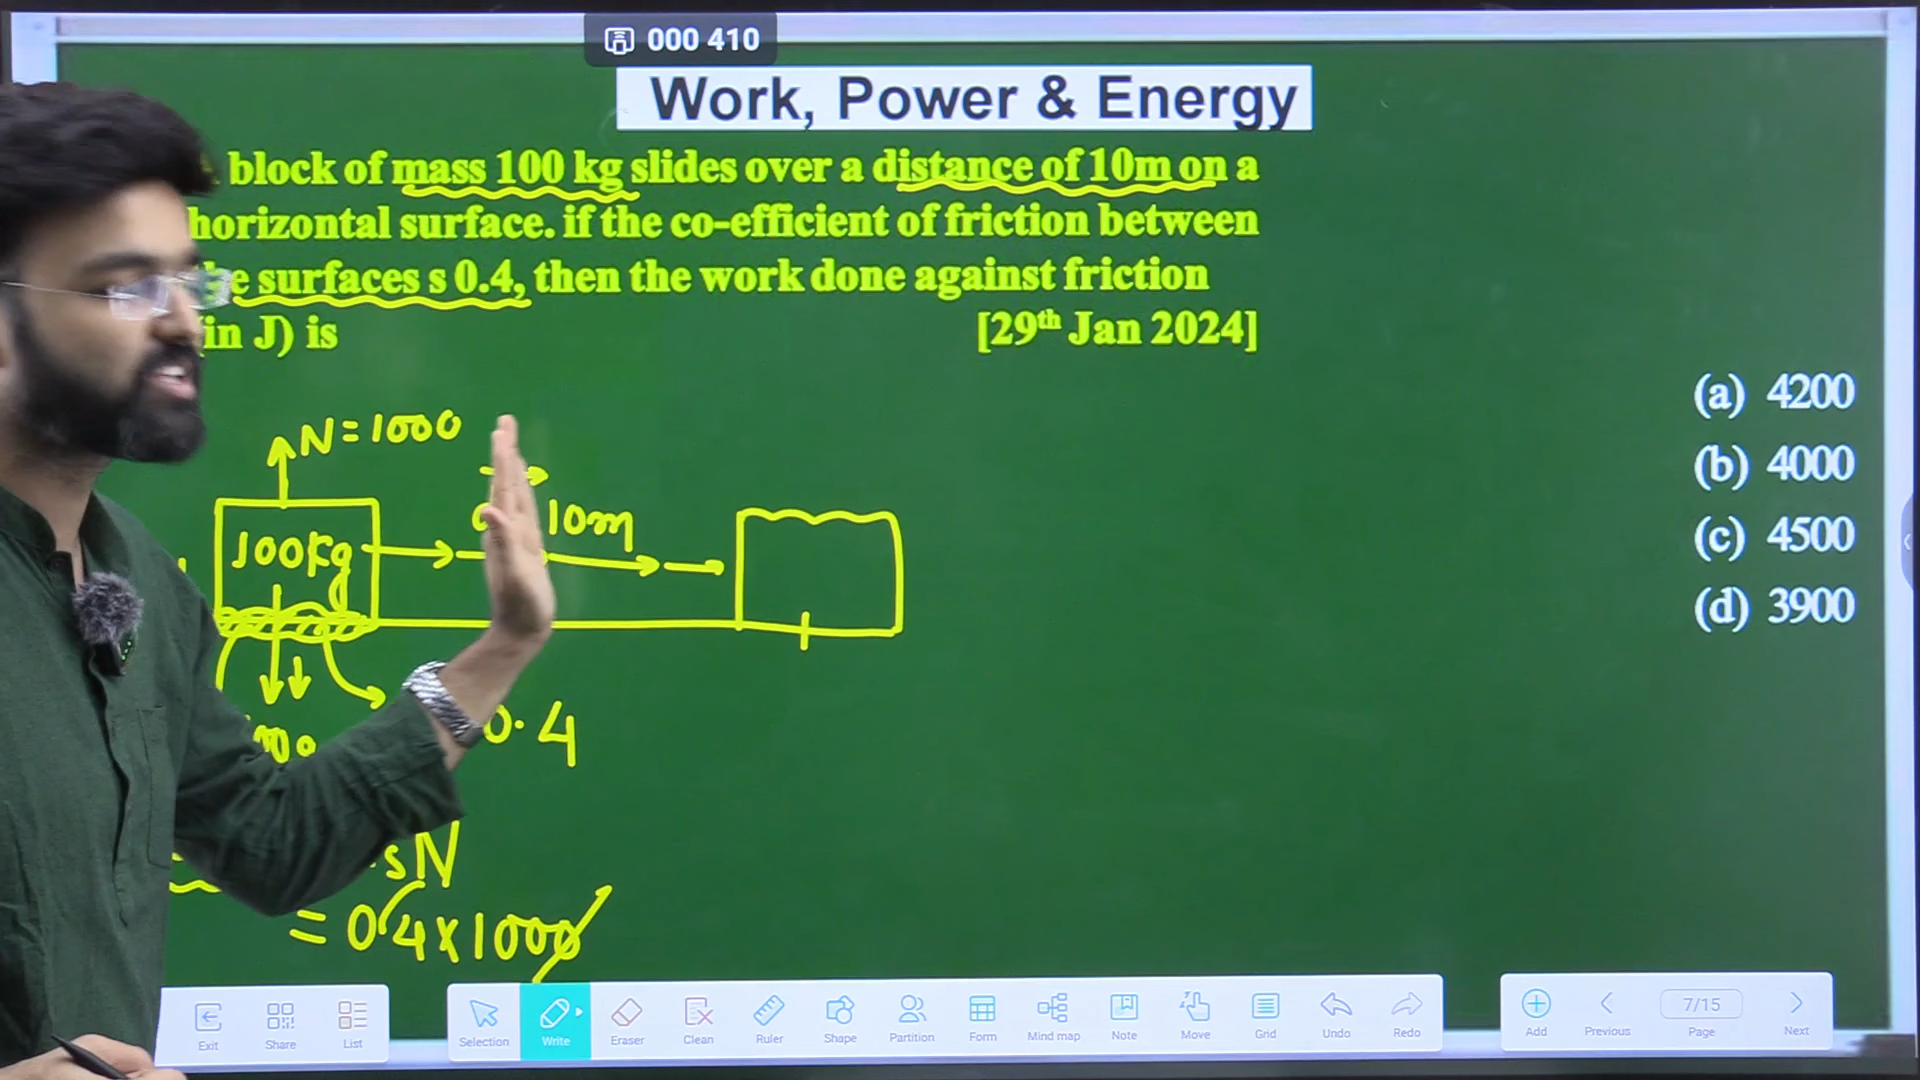 000 410
Work, Power & Energy
block of mass 100 kg slides over a distance of 10m on a
horizontal surface. if the co-efficient of friction between
surfaces s 0.4, then the work done against friction
(in J) is [29th Jan 2024]
(a) 4200
(b) 4000
(c) 4500
(d) 3900
N = 1000
10m
100kg
0.4
N
= 0.4 x 1000
Exit Share List Selection Write Eraser Clean Ruler Shape Partition Form Mind map Note Move Grid Undo Redo Add Previous 7/15 Page Next